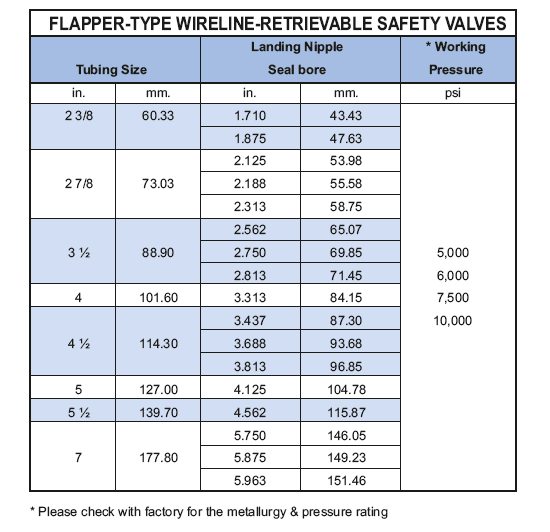 FLAPPER-TYPE WIRELINE-RETRIEVABLE SAFETY VALVES
Tubing Size Landing Nipple Seal bore * Working Pressure
in. mm. in. mm. psi
2 3/8 60.33 1.710 43.43
1.875 47.63
2 7/8 73.03 2.125 53.98
2.188 55.58
2.313 58.75
3 ½ 88.90 2.562 65.07
2.750 69.85
2.813 71.45
4 101.60 3.313 84.15
4 ½ 114.30 3.437 87.30
3.688 93.68
3.813 96.85
5 127.00 4.125 104.78
5 ½ 139.70 4.562 115.87
7 177.80 5.750 146.05
5.875 149.23
5.963 151.46
5,000
6,000
7,500
10,000
* Please check with factory for the metallurgy & pressure rating